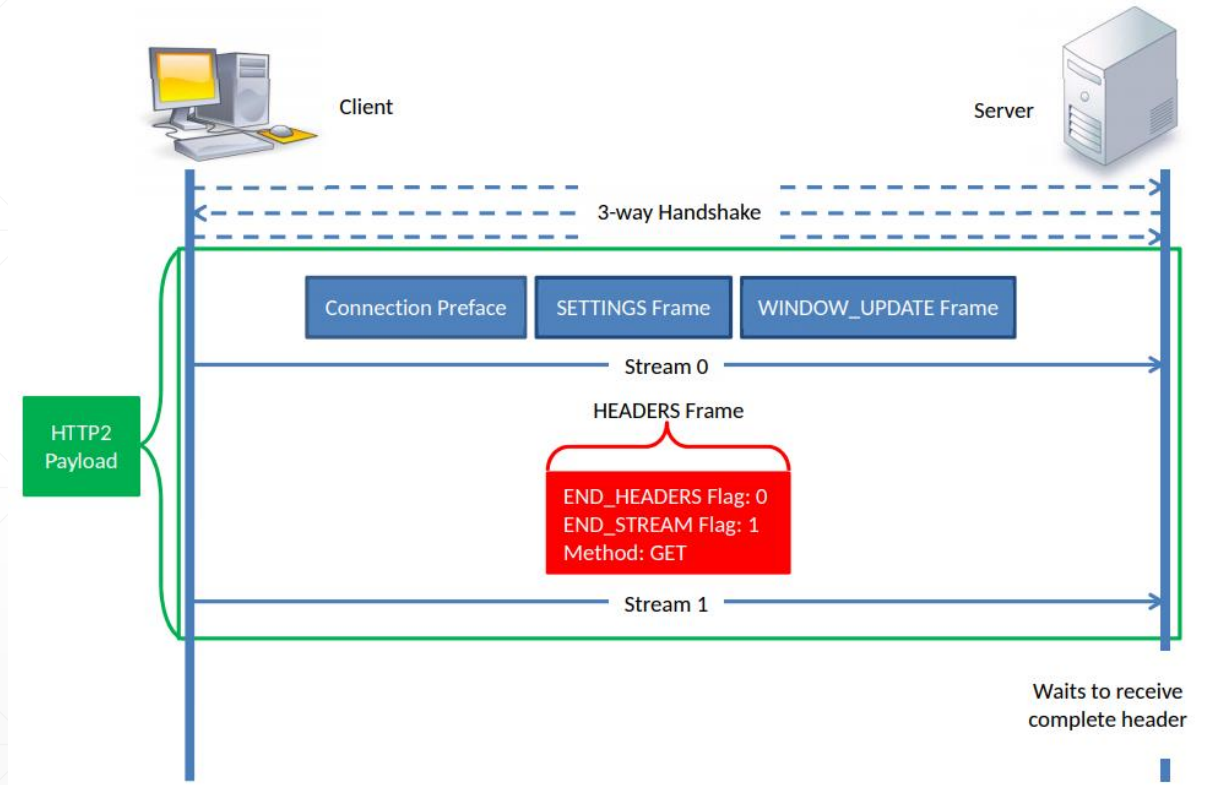 Client
Server
3-way Handshake
Connection Preface
SETTINGS Frame
WINDOW_UPDATE Frame
Stream 0
HEADERS Frame
HTTP2
Payload
END_HEADERS Flag: 0
END_STREAM Flag: 1
Method: GET
Stream 1
Waits to receive
complete header